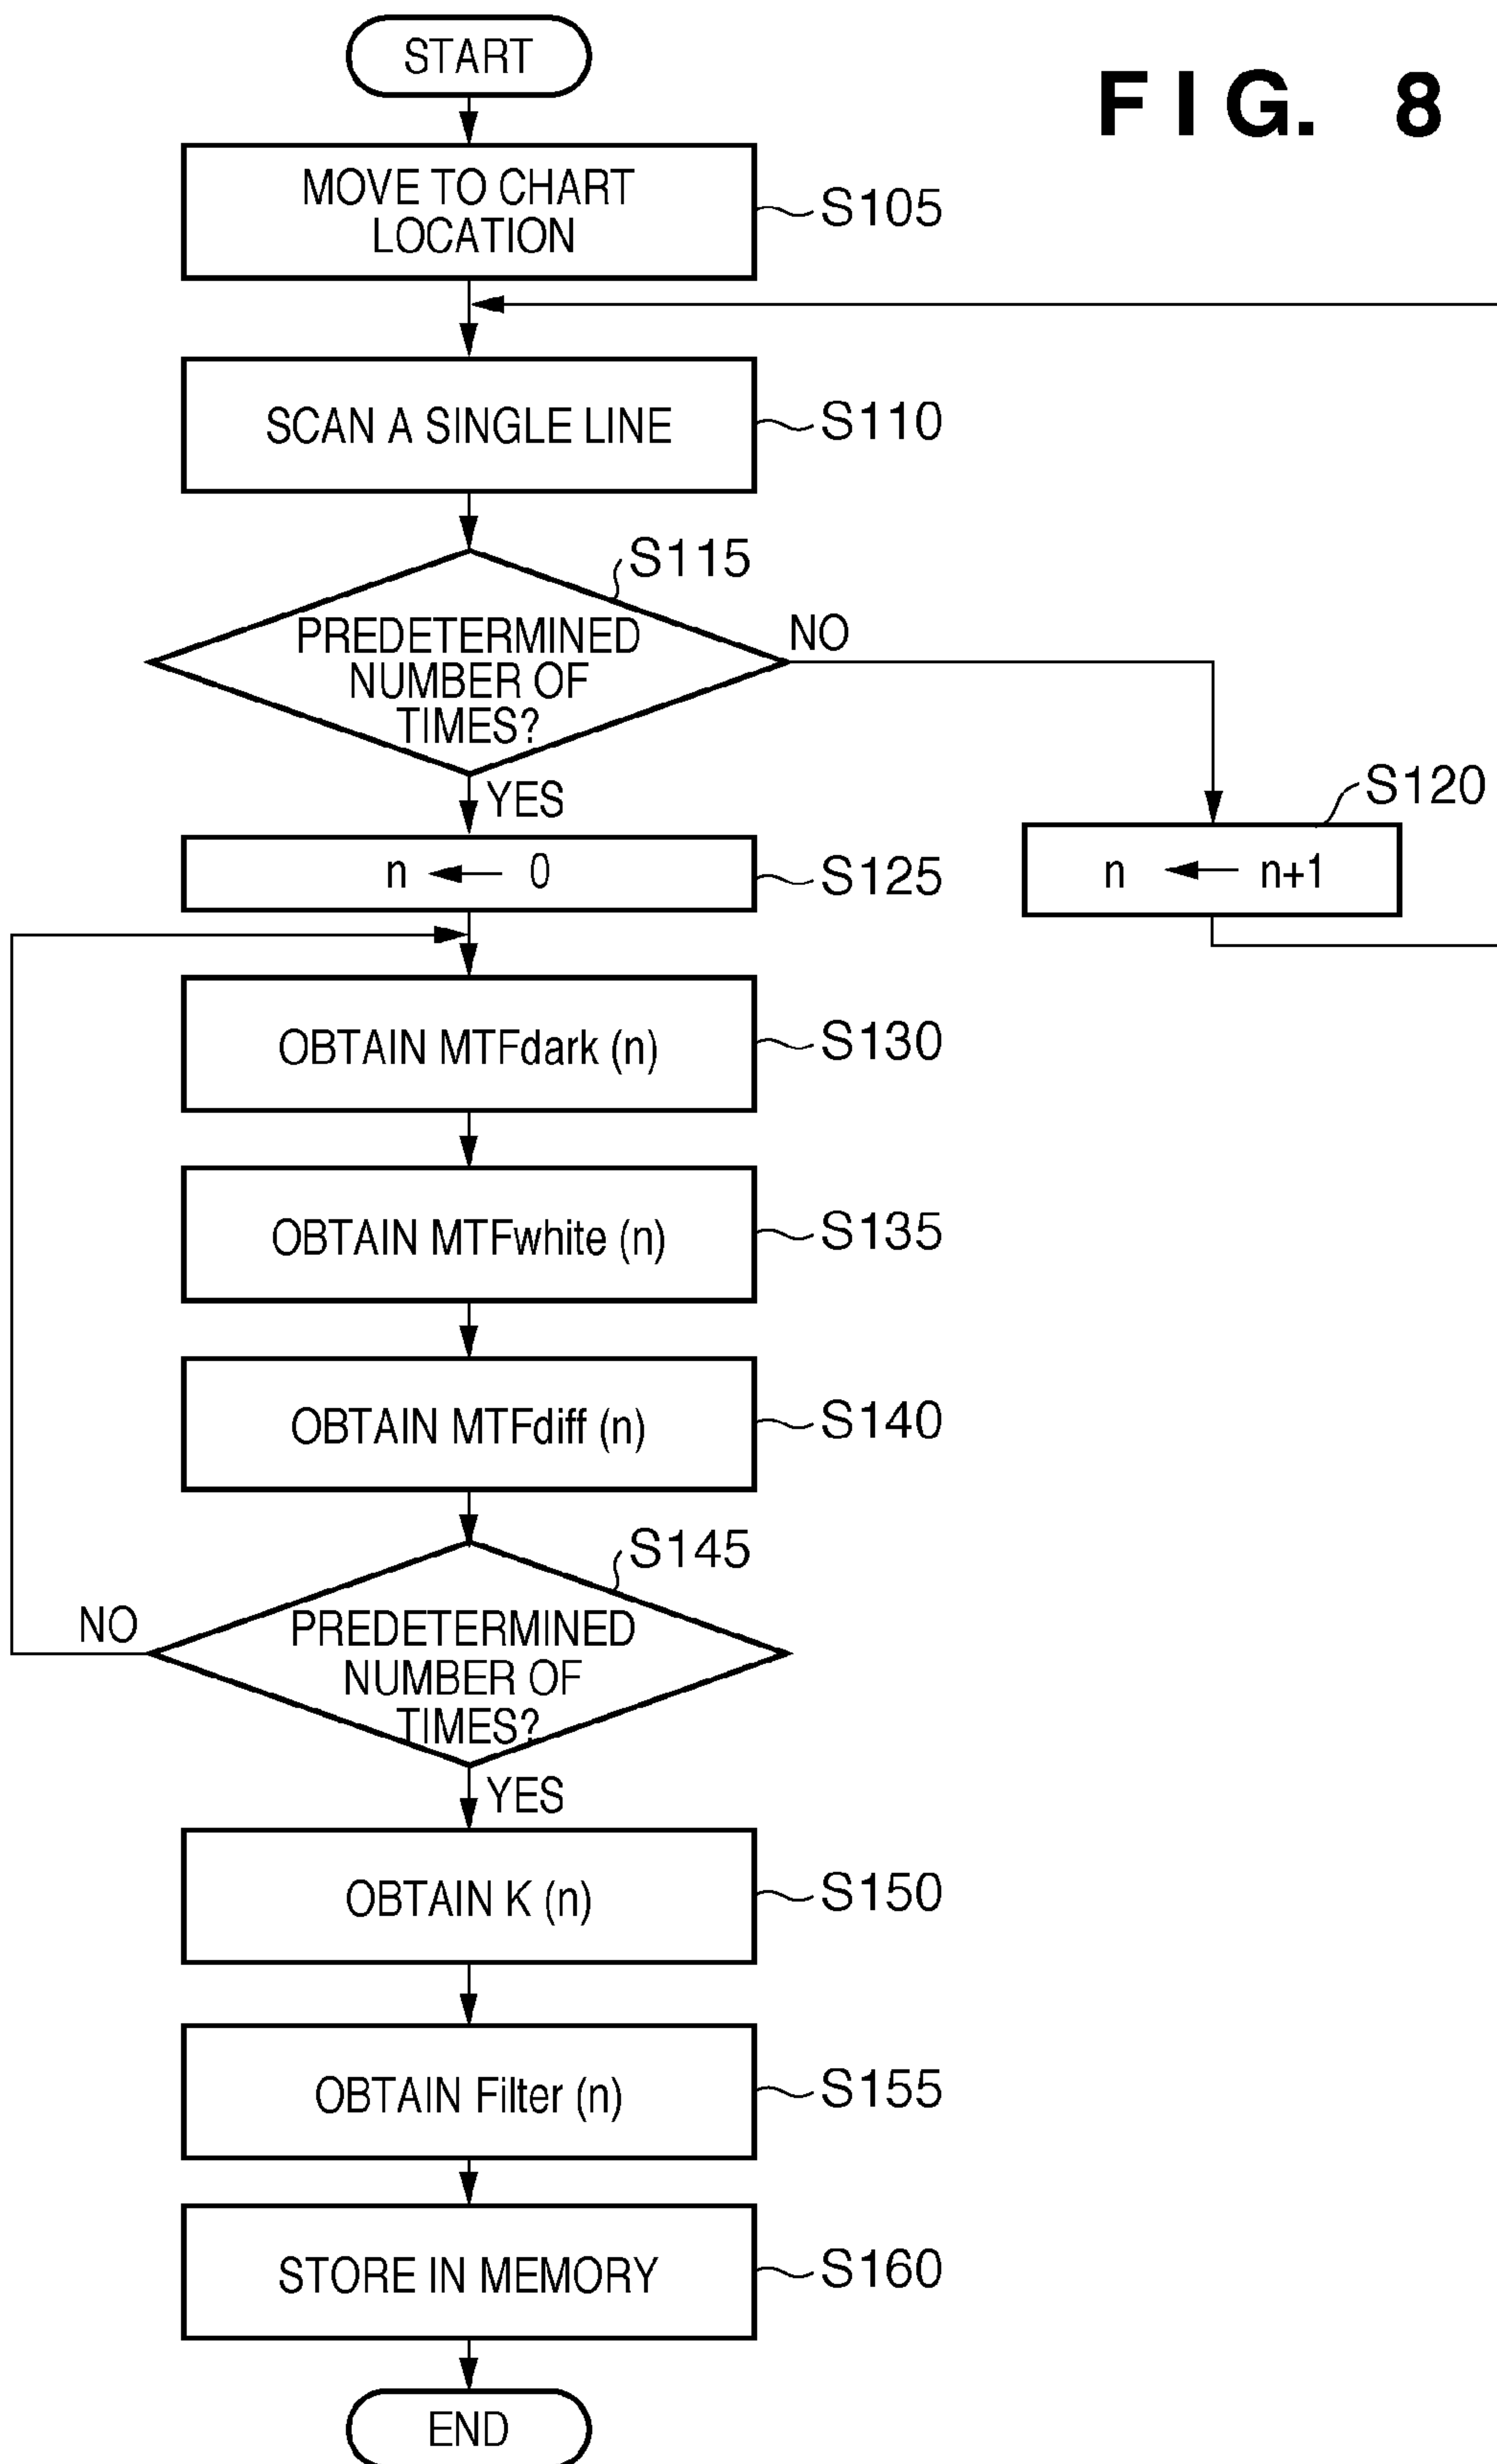 FIG. 8
START
MOVE TO CHART
LOCATION
S105
SCAN A SINGLE LINE
S110
S115
PREDETERMINED
NUMBER OF
TIMES?
NO
YES
S120
n ← n+1
n ← 0
S125
OBTAIN MTFdark (n)
S130
OBTAIN MTFwhite (n)
S135
OBTAIN MTFdiff (n)
S140
S145
PREDETERMINED
NUMBER OF
TIMES?
NO
YES
OBTAIN K (n)
S150
OBTAIN Filter (n)
S155
STORE IN MEMORY
S160
END